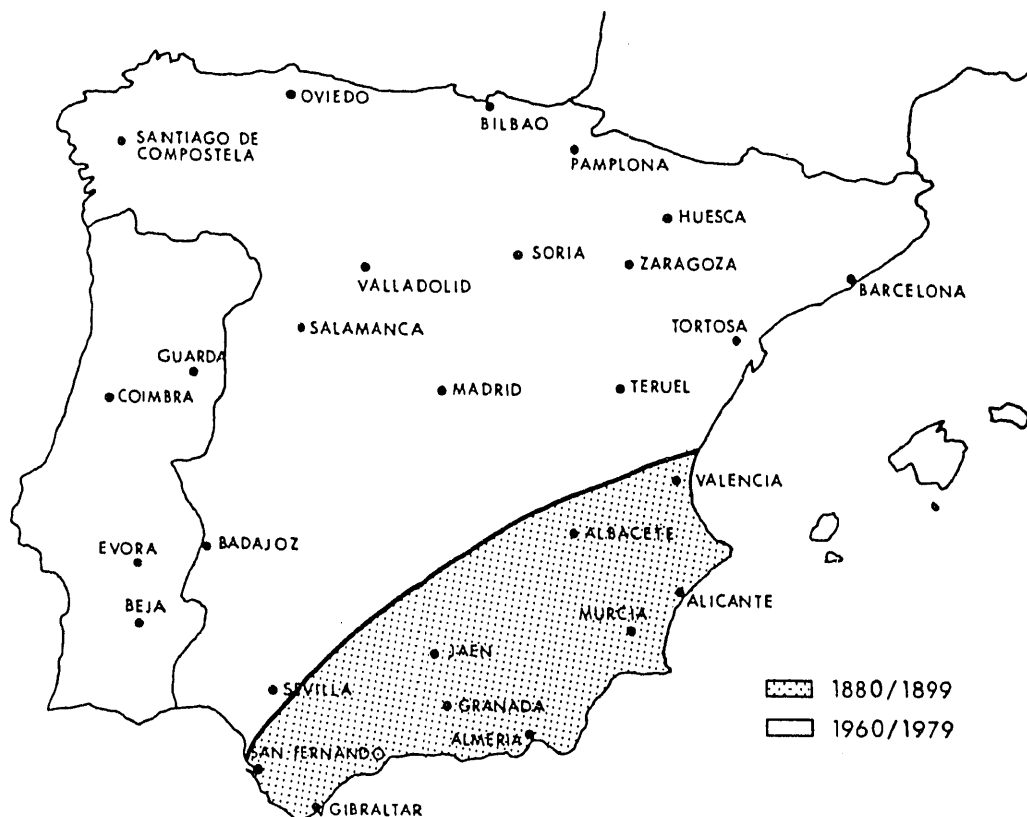 OVIEDO
BILBAO
SANTIAGO DE
COMPOSTELA
PAMPLONA
HUESCA
SORIA
ZARAGOZA
VALLADOLID
BARCELONA
SALAMANCA
TORTOSA
GUARDA
COIMBRA
MADRID
TERUEL
VALENCIA
ALBACETE
EVORA
BADAJOZ
BEJA
ALICANTE
MURCIA
JAEN
SEVILLA
1880/1899
GRANADA
1960/1979
ALMERIA
SAN FERNANDO
GIBRALTAR